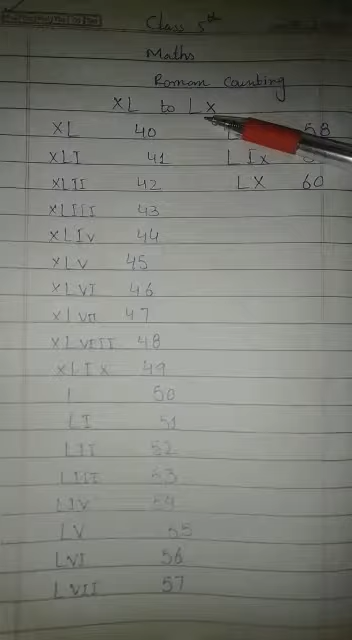 Class 5th
Maths
Roman Counting
XL to LX
XL 40
XLI 41
XLII 42
XLIII 43
XLIV 44
XLV 45
XLVI 46
XLVII 47
XLVIII 48
XLIX 49
L 50
LI 51
LII 52
LIII 53
LIV 54
LV 55
LVI 56
LVII 57
58
LIX
LX 60